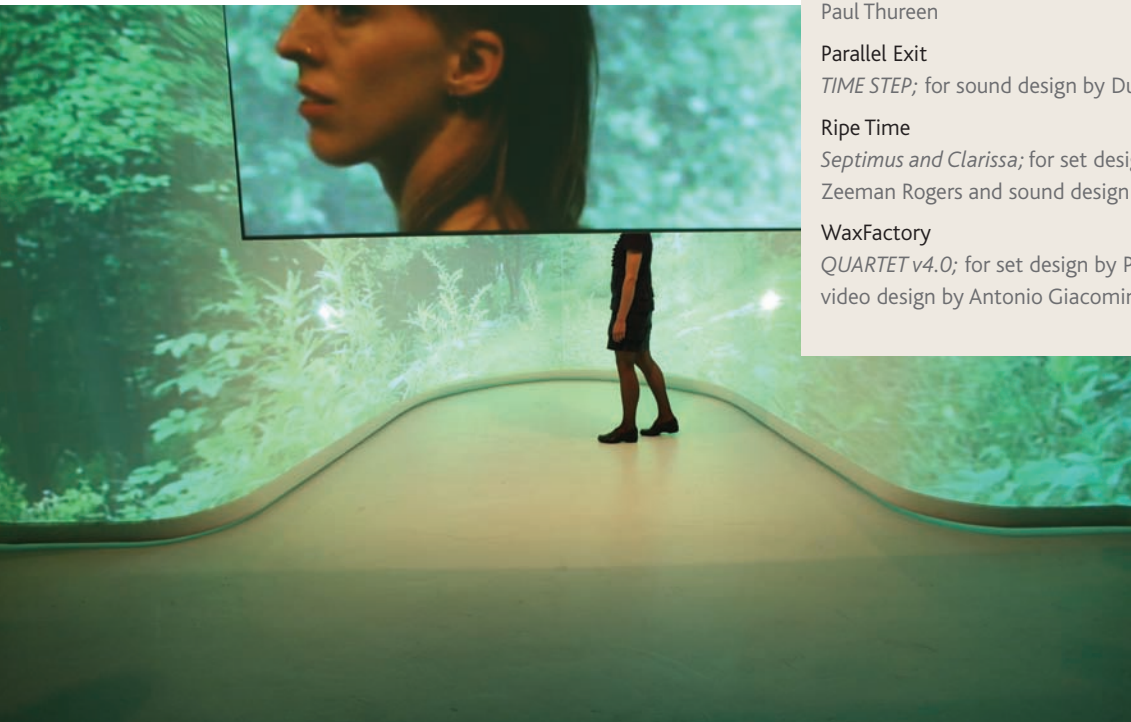 Paul Thureen
Parallel Exit
TIME STEP; for sound design by
Ripe Time
Septimus and Clarissa; for set
Zeeman Rogers and sound design
WaxFactory
QUARTET v4.0; for set design by
video design by Antonio